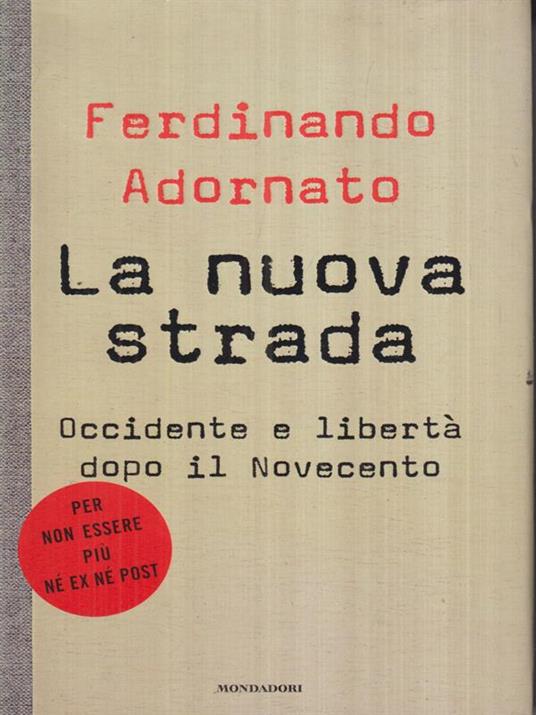 Ferdinando
Adornato
La nuova
strada
Occidente e libertà
dopo il Novecento
PER
NON ESSERE
PIÙ
NÉ EX NÉ POST
MONDADORI